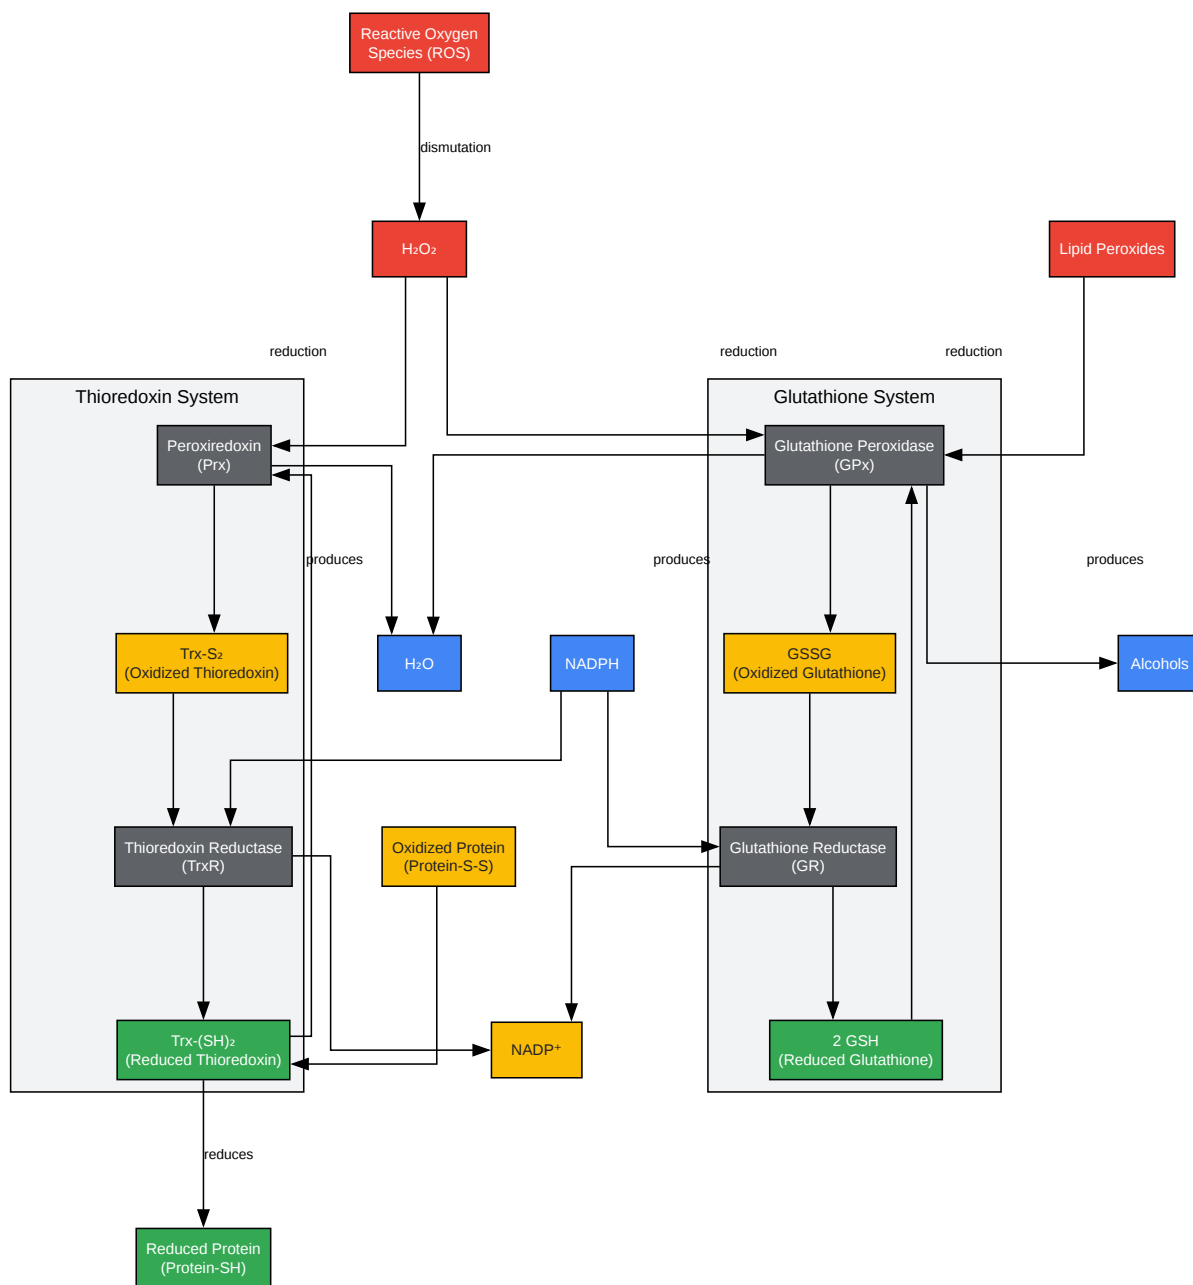 Reactive Oxygen
Species (ROS)
dismutation
H₂O₂
Lipid Peroxides
reduction
reduction
reduction
Thioredoxin System
Glutathione System
Peroxiredoxin
(Prx)
Glutathione Peroxidase
(GPx)
produces
produces
produces
Trx-S₂
(Oxidized Thioredoxin)
H₂O
NADPH
GSSG
(Oxidized Glutathione)
Alcohols
Thioredoxin Reductase
(TrxR)
Oxidized Protein
(Protein-S-S)
Glutathione Reductase
(GR)
Trx-(SH)₂
(Reduced Thioredoxin)
NADP⁺
2 GSH
(Reduced Glutathione)
reduces
Reduced Protein
(Protein-SH)